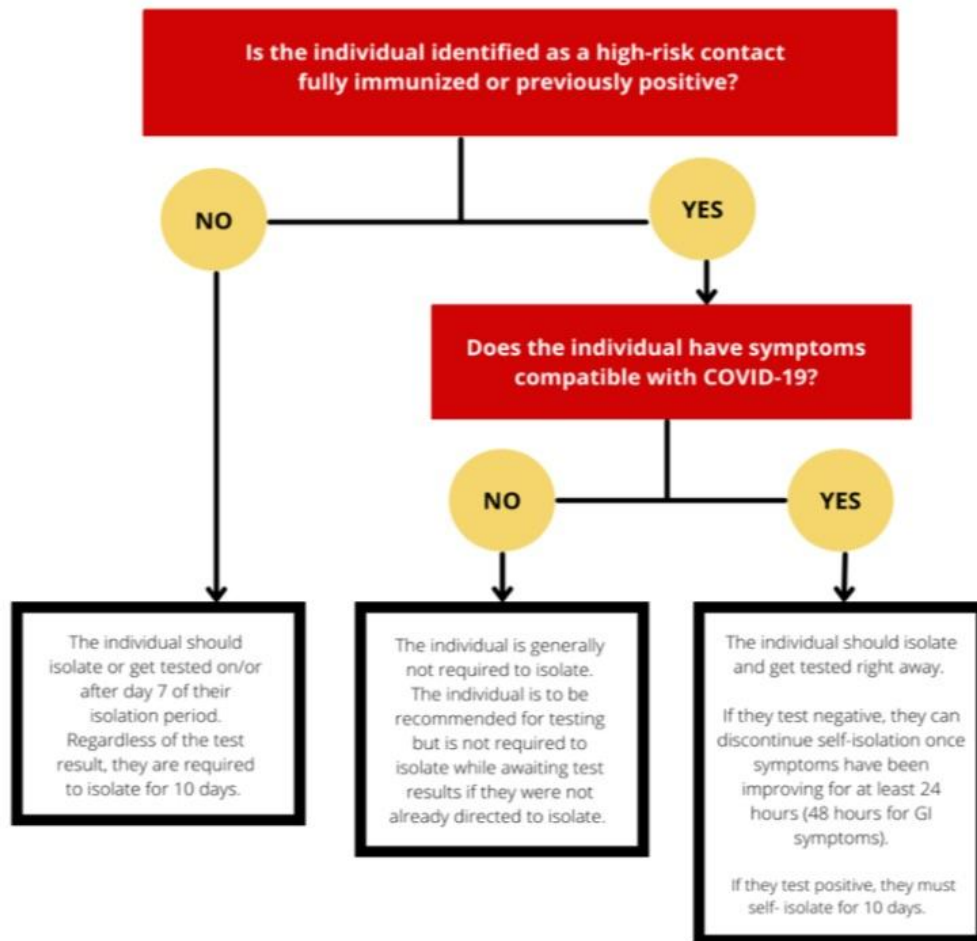 Is the individual identified as a high-risk contact
fully immunized or previously positive?
NO
YES
Does the individual have symptoms
compatible with COVID-19?
NO
YES
The individual should
isolate or get tested on/or
after day 7 of their
isolation period.
Regardless of the test
result, they are required
to isolate for 10 days.
The individual is generally
not required to isolate.
The individual is to be
recommended for testing
but is not required to
isolate while awaiting test
results if they were not
already directed to isolate.
The individual should isolate
and get tested right away.
If they test negative, they can
discontinue self-isolation once
symptoms have been
improving for at least 24
hours (48 hours for GI
symptoms).
If they test positive, they must
self- isolate for 10 days.